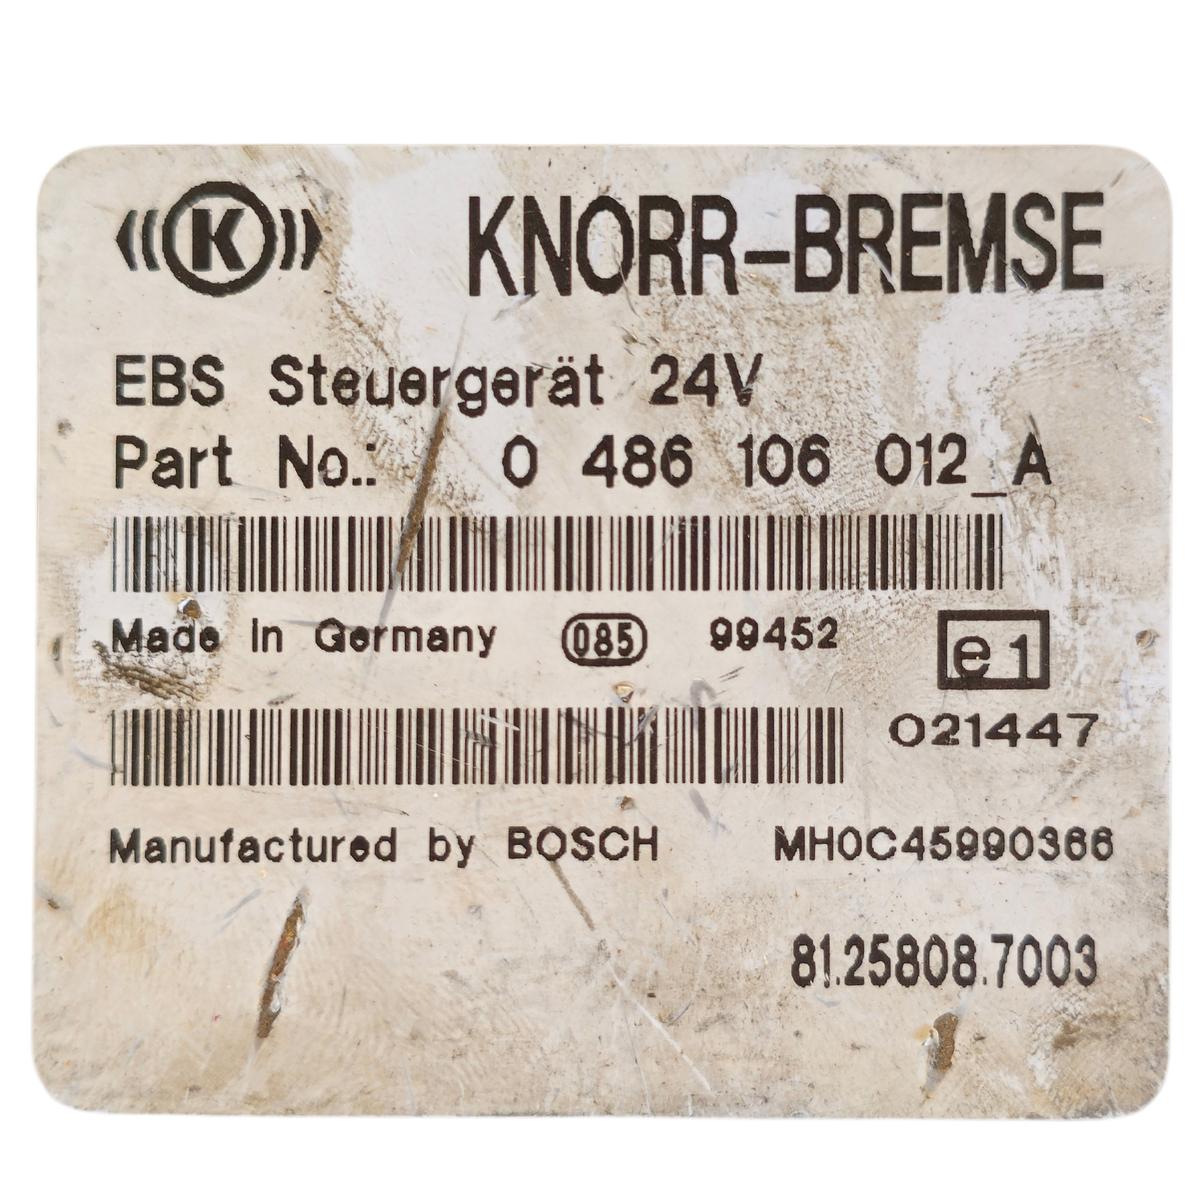 ((K)) KNORR-BREMSE
EBS Steuergerät 24V
Part No.: 0 486 106 012_A
Made in Germany 085 99452 e1
021447
Manufactured by BOSCH MH0C45990366
81.25808.7003